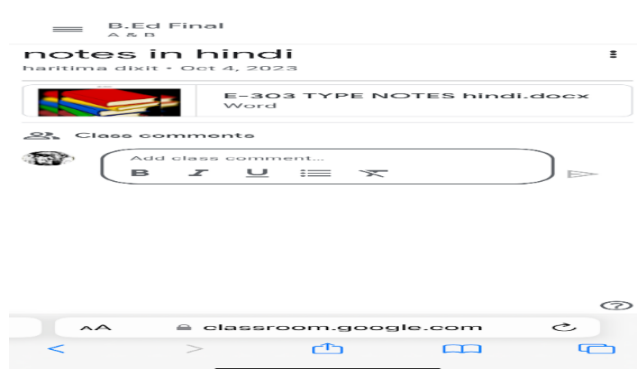 B.Ed Final
A & B
notes in hindi
haritima dixit • Oct 4, 2023
E-303 TYPE NOTES hindi.docx
Word
Class comments
Add class comment...
B I U
AA classroom.google.com